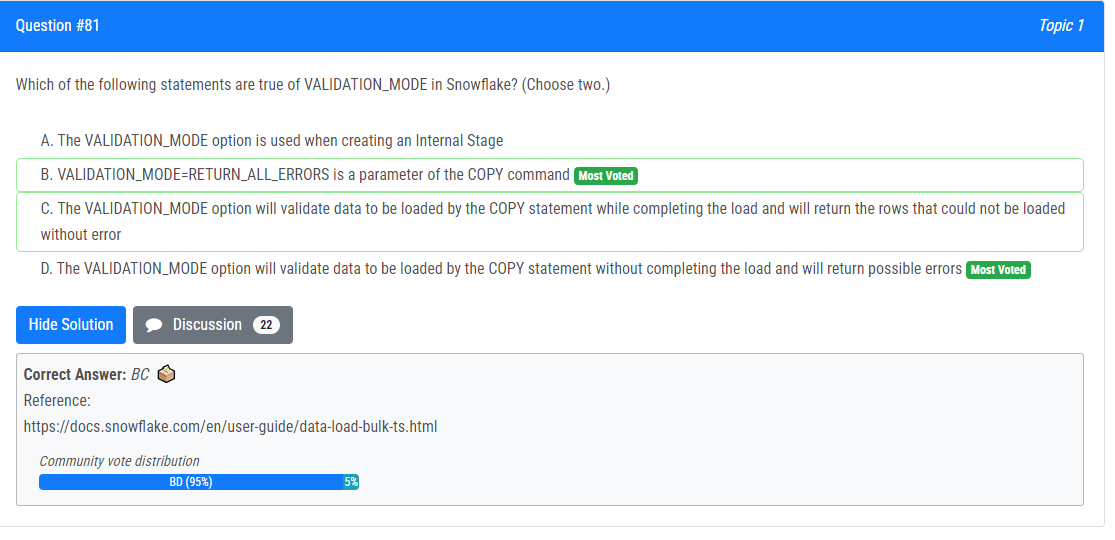 Question #81
Topic 1
Which of the following statements are true of VALIDATION_MODE in Snowflake? (Choose two.)
A. The VALIDATION_MODE option is used when creating an Internal Stage
B. VALIDATION_MODE=RETURN_ALL_ERRORS is a parameter of the COPY command Most Voted
C. The VALIDATION_MODE option will validate data to be loaded by the COPY statement while completing the load and will return the rows that could not be loaded
without error
D. The VALIDATION_MODE option will validate data to be loaded by the COPY statement without completing the load and will return possible errors Most Voted
Hide Solution Discussion 22
Correct Answer: BC
Reference:
https://docs.snowflake.com/en/user-guide/data-load-bulk-ts.html
Community vote distribution
BD (95%) 5%